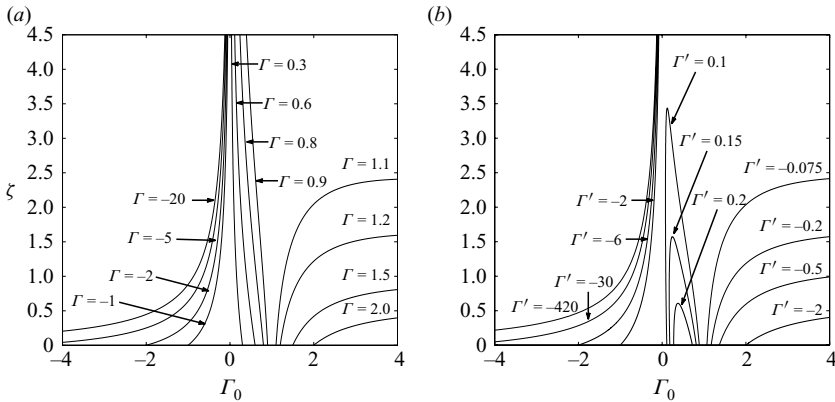 (a)
4.5
4.0
3.5
3.0
2.5
2.0
1.5
1.0
0.5
0
ζ
Γ = 0.3
Γ = 0.6
Γ = 0.8
Γ = 0.9
Γ = 1.1
Γ = 1.2
Γ = 1.5
Γ = 2.0
Γ = –20
Γ = –5
Γ = –2
Γ = –1
–4 –2 0 2 4
Γ0
(b)
4.5
4.0
3.5
3.0
2.5
2.0
1.5
1.0
0.5
0
Γ′ = 0.1
Γ′ = 0.15
Γ′ = 0.2
Γ′ = –0.075
Γ′ = –0.2
Γ′ = –0.5
Γ′ = –2
Γ′ = –2
Γ′ = –6
Γ′ = –30
Γ′ = –420
–4 –2 0 2 4
Γ0